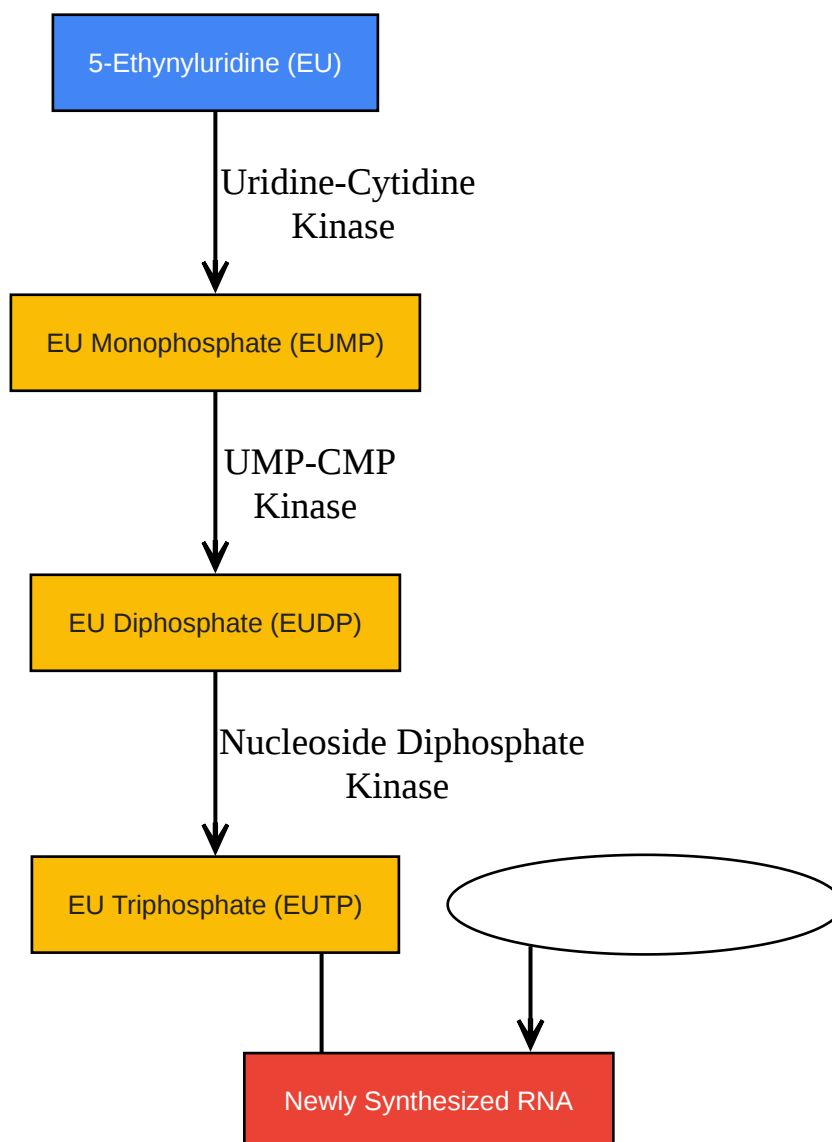 5-Ethynyluridine (EU)
Uridine-Cytidine
Kinase
EU Monophosphate (EUMP)
UMP-CMP
Kinase
EU Diphosphate (EUDP)
Nucleoside Diphosphate
Kinase
EU Triphosphate (EUTP)
Newly Synthesized RNA